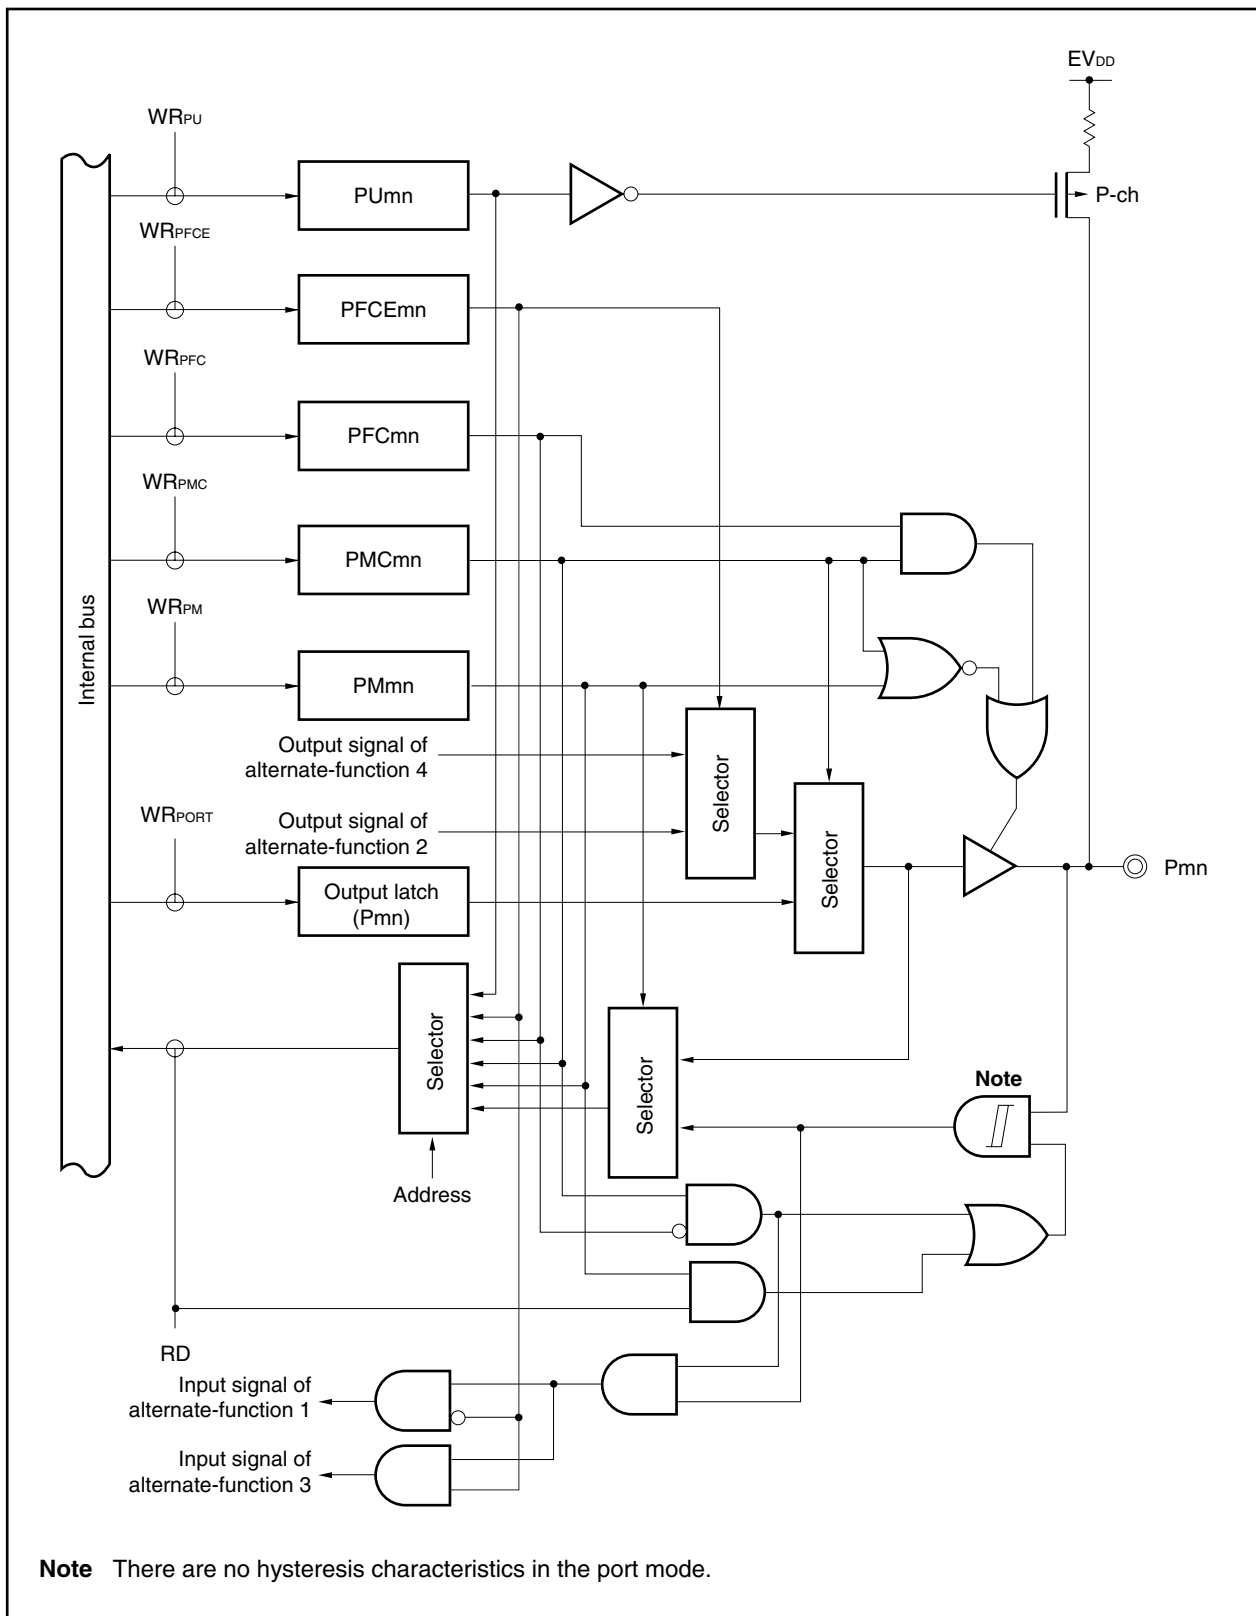 EVDD
WRPU
PUmn
P-ch
WRPFCE
PFCEmn
WRPFC
PFCmn
WRPMC
PMCmn
Internal bus
WRPM
PMmn
Output signal of
alternate-function 4
Selector
WRPORT
Output signal of
alternate-function 2
Selector
Pmn
Output latch
(Pmn)
Selector
Selector
Note
Address
RD
Input signal of
alternate-function 1
Input signal of
alternate-function 3
Note There are no hysteresis characteristics in the port mode.